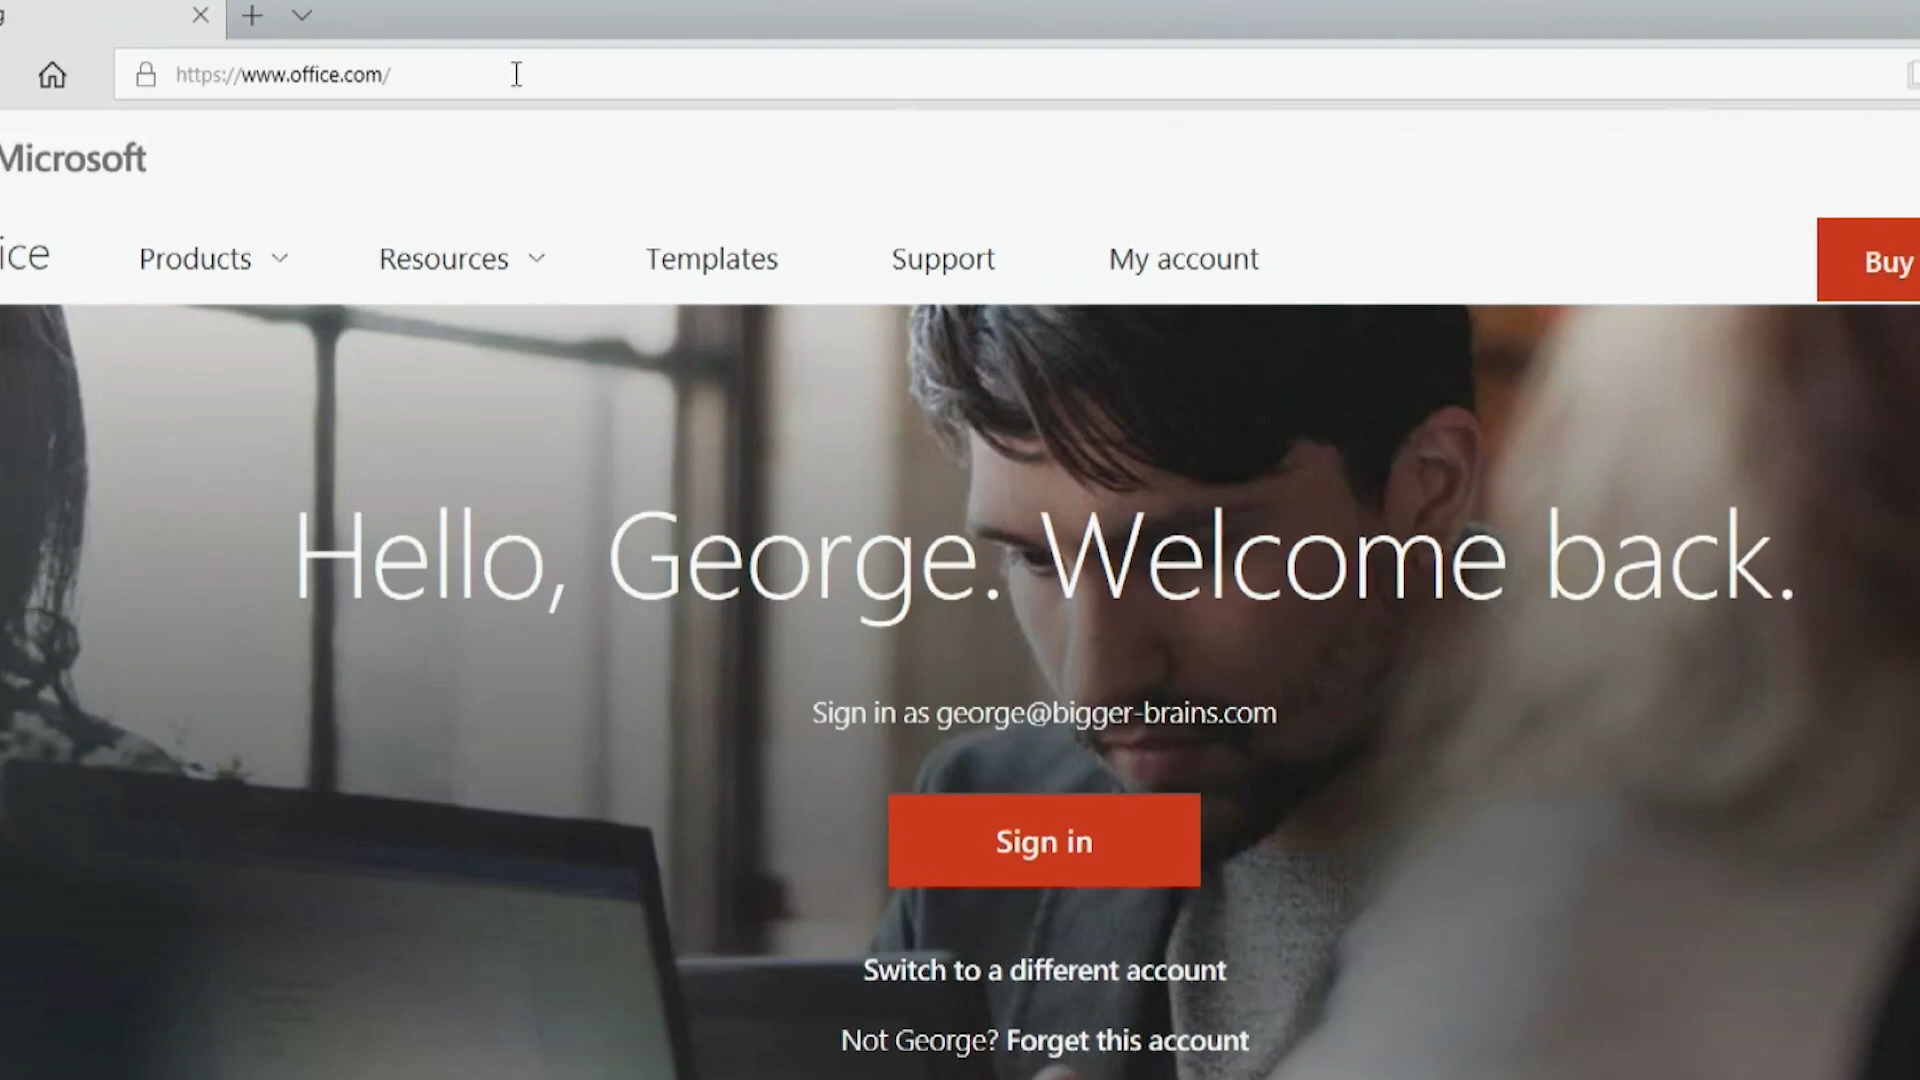 https://www.office.com/
Microsoft
Products
Resources
Templates
Support
My account
Buy
Hello, George. Welcome back.
Sign in as george@bigger-brains.com
Sign in
Switch to a different account
Not George? Forget this account